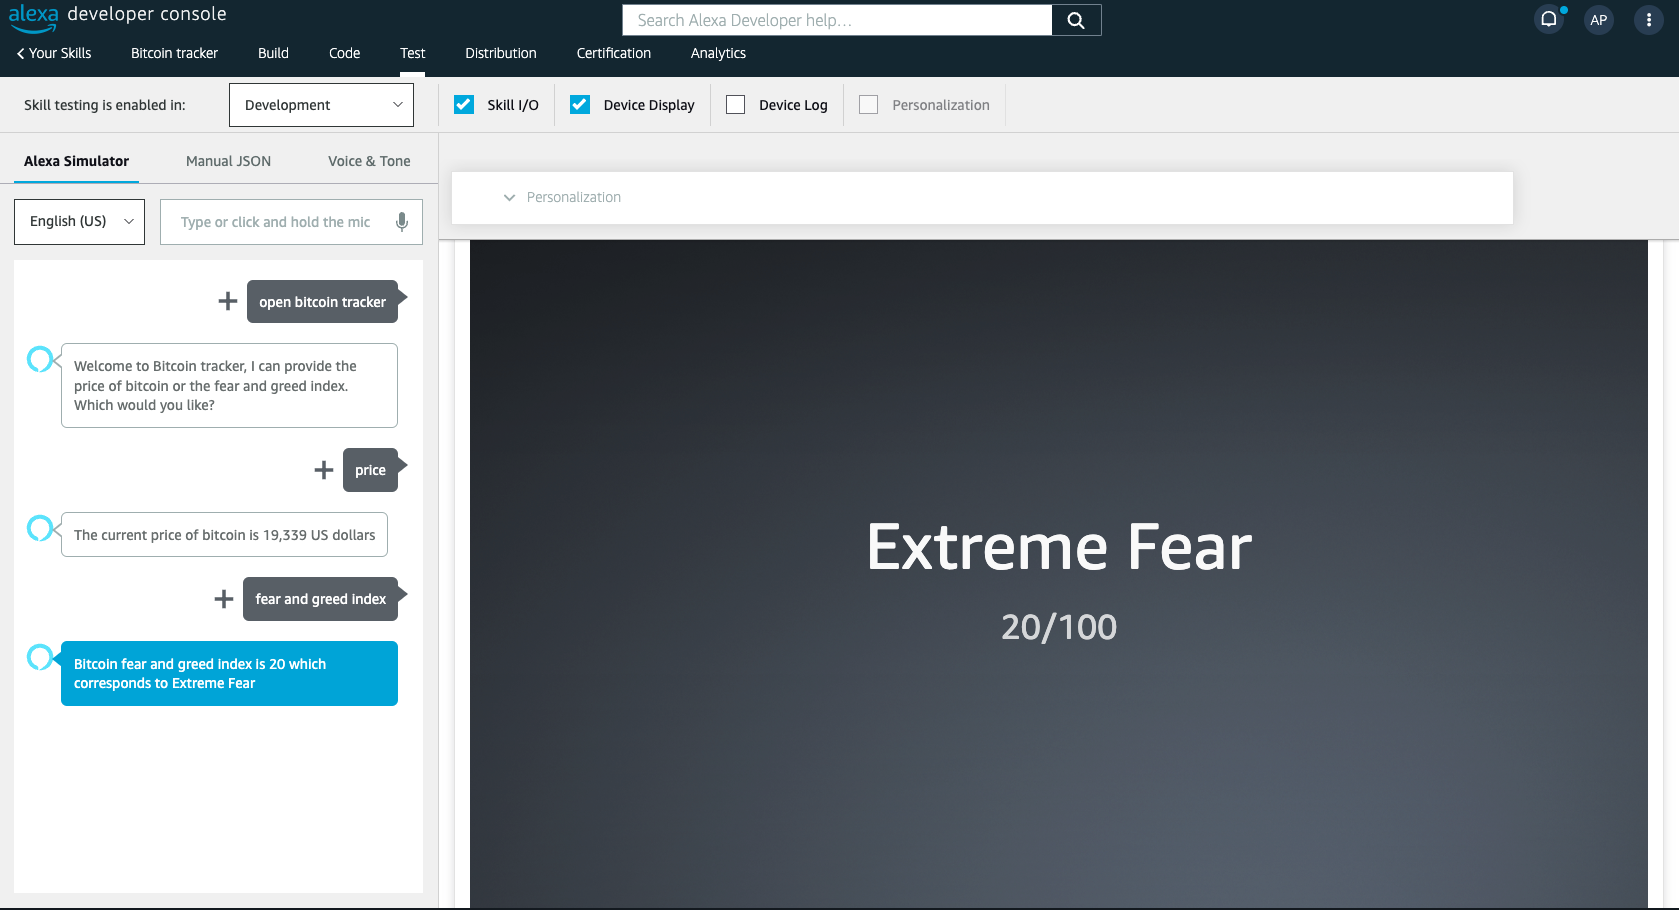 alexa developer console
Search Alexa Developer help...
AP
Your Skills
Bitcoin tracker
Build
Code
Test
Distribution
Certification
Analytics
Skill testing is enabled in:
Development
Skill I/O
Device Display
Device Log
Personalization
Alexa Simulator
Manual JSON
Voice & Tone
English (US)
Type or click and hold the mic
Personalization
open bitcoin tracker
Welcome to Bitcoin tracker, I can provide the
price of bitcoin or the fear and greed index.
Which would you like?
price
The current price of bitcoin is 19,339 US dollars
fear and greed index
Bitcoin fear and greed index is 20 which
corresponds to Extreme Fear
Extreme Fear
20/100